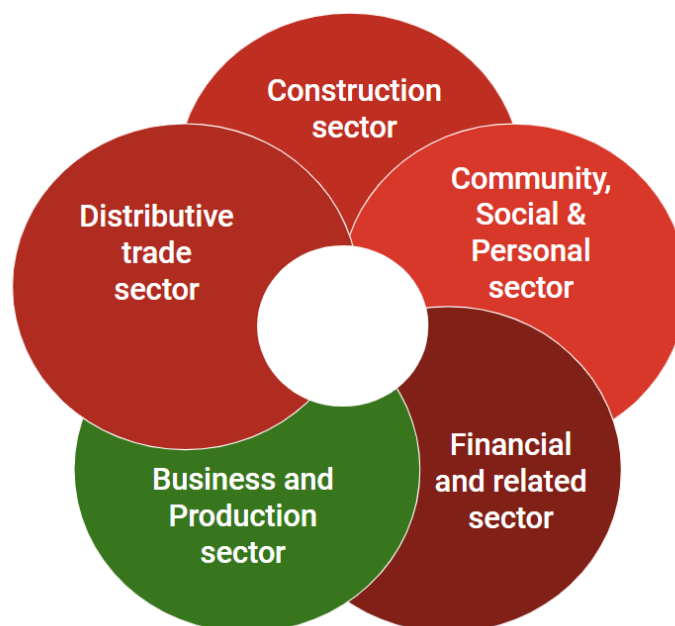 Construction
sector
Community,
Social &
Personal
sector
Distributive
trade
sector
Financial
and related
sector
Business and
Production
sector